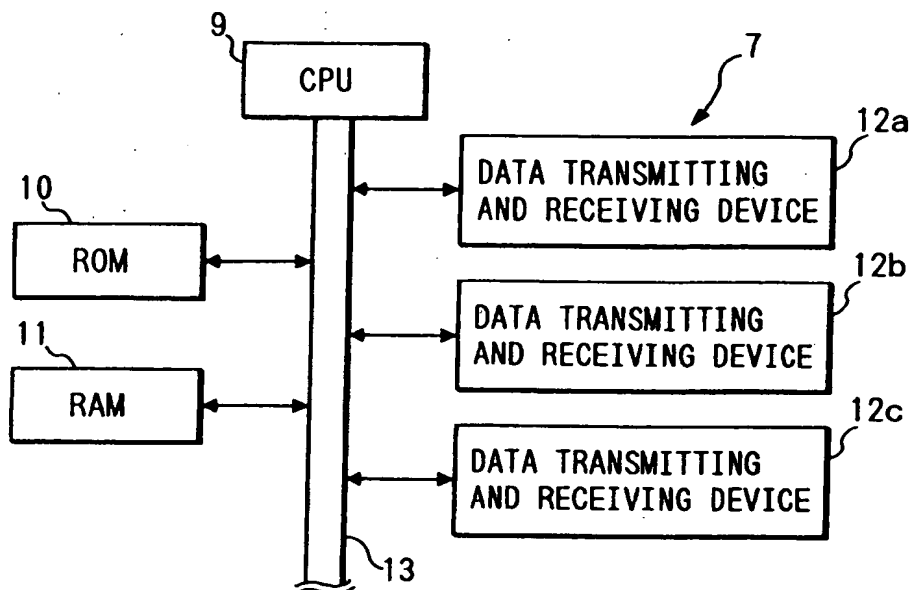 9
CPU
7
12a
DATA TRANSMITTING
AND RECEIVING DEVICE
10
ROM
12b
DATA TRANSMITTING
AND RECEIVING DEVICE
11
RAM
12c
DATA TRANSMITTING
AND RECEIVING DEVICE
13